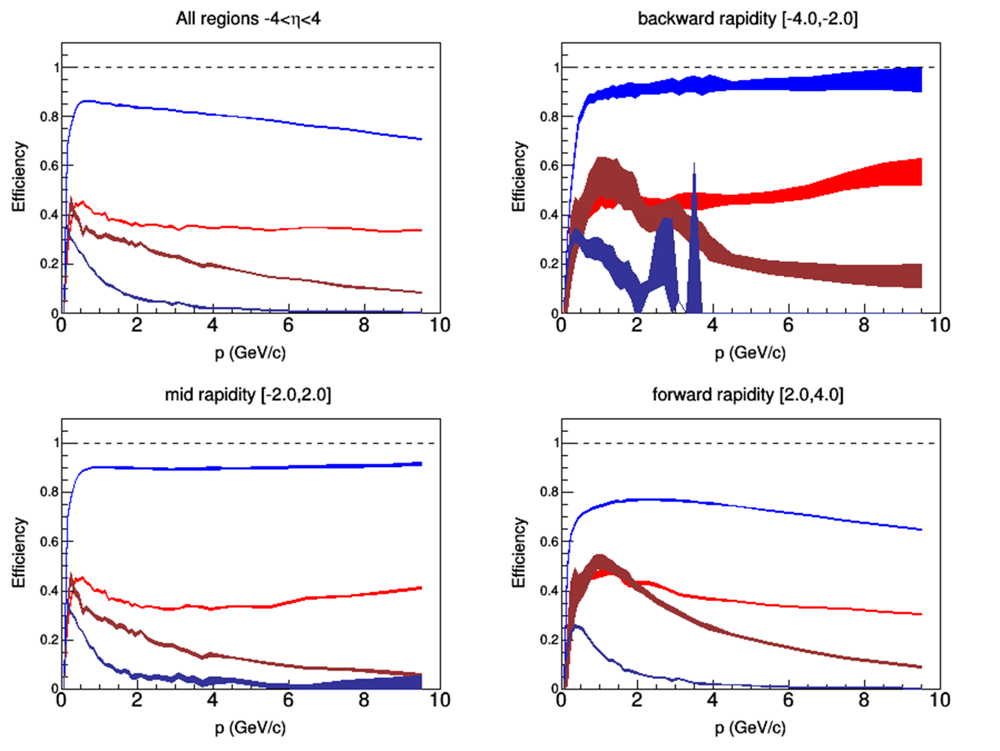 All regions -4<η<4
1
0.8
0.6
0.4
0.2
0
Efficiency
0 2 4 6 8 10
p (GeV/c)
backward rapidity [-4.0,-2.0]
1
0.8
0.6
0.4
0.2
0
Efficiency
0 2 4 6 8 10
p (GeV/c)
mid rapidity [-2.0,2.0]
1
0.8
0.6
0.4
0.2
0
Efficiency
0 2 4 6 8 10
p (GeV/c)
forward rapidity [2.0,4.0]
1
0.8
0.6
0.4
0.2
0
Efficiency
0 2 4 6 8 10
p (GeV/c)